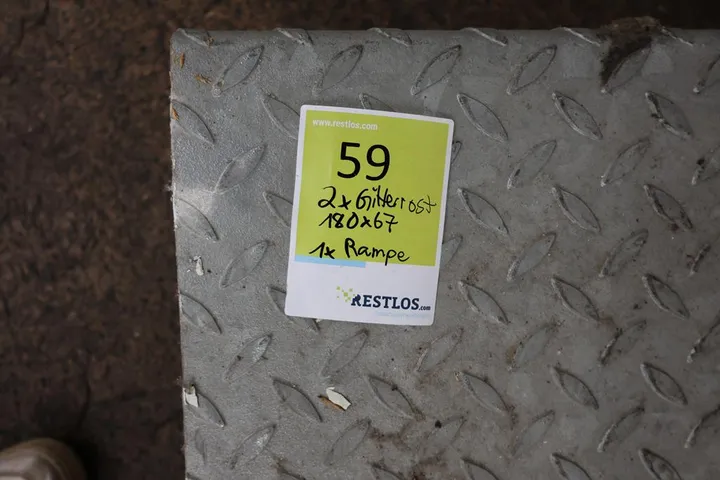 www.restlos.com
59
2x Gitterrost
180x67
1x Rampe
RESTLOS.com